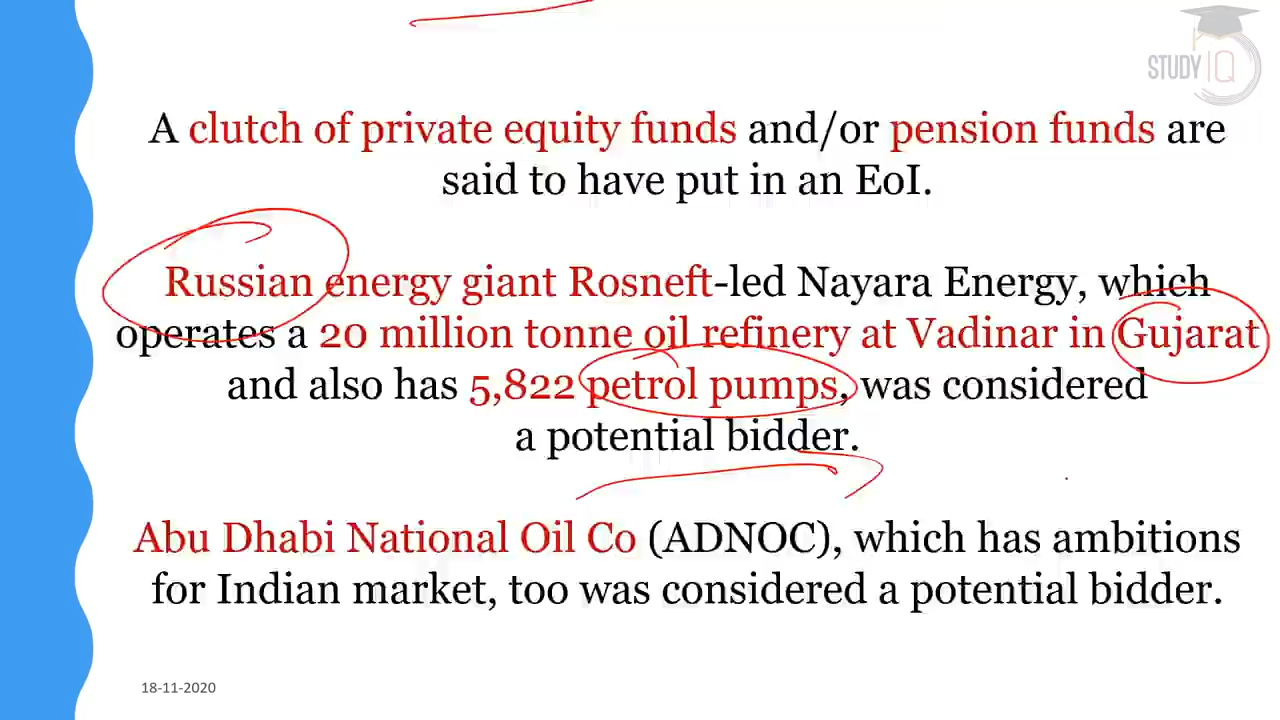 STUDY IQ
A clutch of private equity funds and/or pension funds are
said to have put in an EoI.
Russian energy giant Rosneft-led Nayara Energy, which
operates a 20 million tonne oil refinery at Vadinar in Gujarat
and also has 5,822 petrol pumps, was considered
a potential bidder.
Abu Dhabi National Oil Co (ADNOC), which has ambitions
for Indian market, too was considered a potential bidder.
18-11-2020